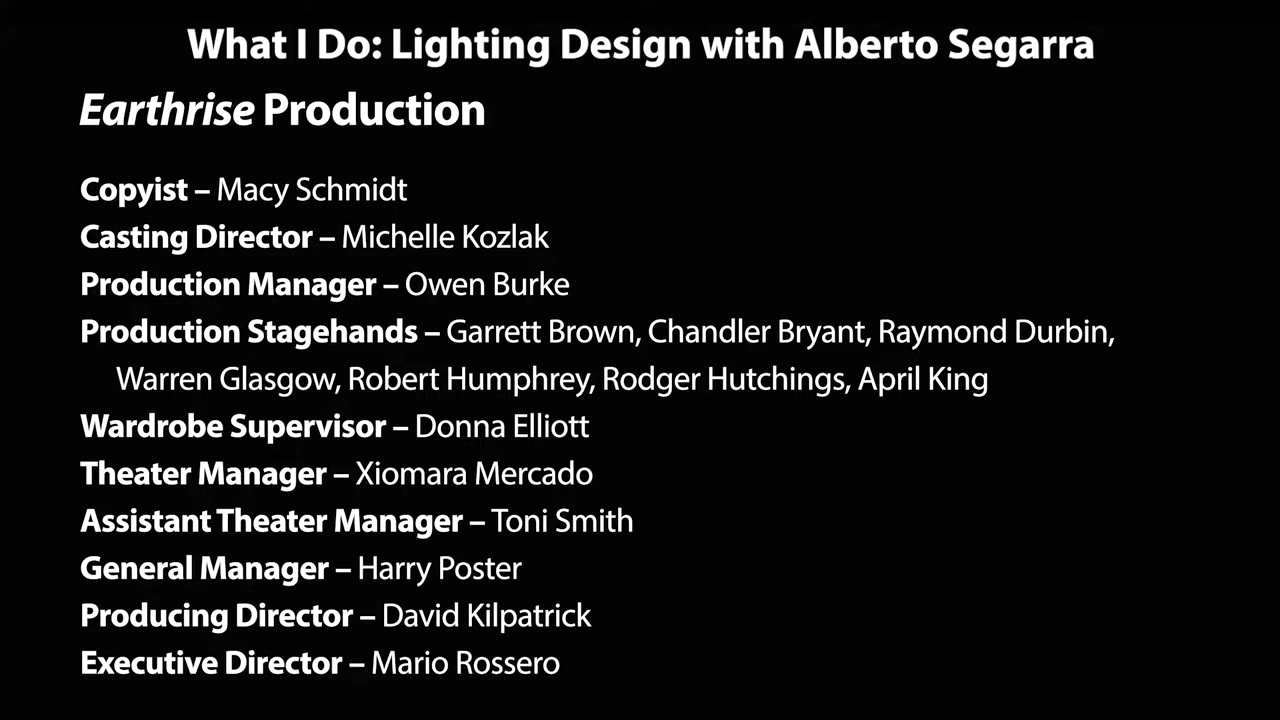 What I Do: Lighting Design with Alberto Segarra
Earthrise Production
Copyist – Macy Schmidt
Casting Director – Michelle Kozlak
Production Manager – Owen Burke
Production Stagehands – Garrett Brown, Chandler Bryant, Raymond Durbin,
Warren Glasgow, Robert Humphrey, Rodger Hutchings, April King
Wardrobe Supervisor – Donna Elliott
Theater Manager – Xiomara Mercado
Assistant Theater Manager – Toni Smith
General Manager – Harry Poster
Producing Director – David Kilpatrick
Executive Director – Mario Rossero